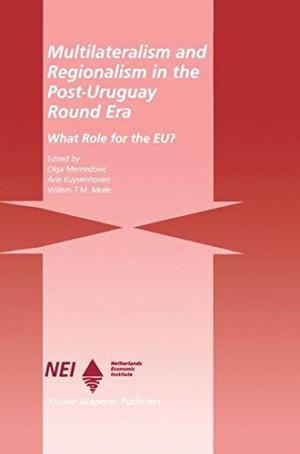 Multilateralism and
Regionalism in the
Post-Uruguay
Round Era
What Role for the EU?
Edited by
Olga Memedovic
Arie Kuyvenhoven
Willem T.M. Molle
NEI
Netherlands
Economic
Institute
Kluwer Academic Publishers